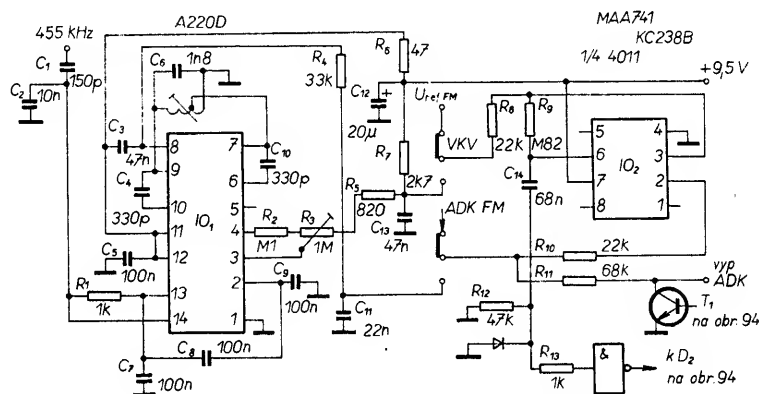 A220D
MAA741
KC238B
1/4 4011
455 kHz
C1
150p
C2
10n
C6
1n8
R4
33k
R6
47
+9,5V
C12
+
20µ
Uref FM
R8
22k
R9
M82
VKV
C3
47n
C4
330p
C10
330p
8
9
10
11
12
13
14
7
6
5
4
3
2
1
IO1
R7
2k7
R5
820
C13
47n
C14
68n
5
6
7
8
4
3
2
1
IO2
R2
M1
R3
1M
ADK FM
C5
100n
C9
100n
R1
1k
C8
100n
C7
100n
C11
22n
R10
22k
R11
68k
vyp
ADK
R12
47k
T1
na obr. 94
R13
1k
&
k D2
na obr. 94